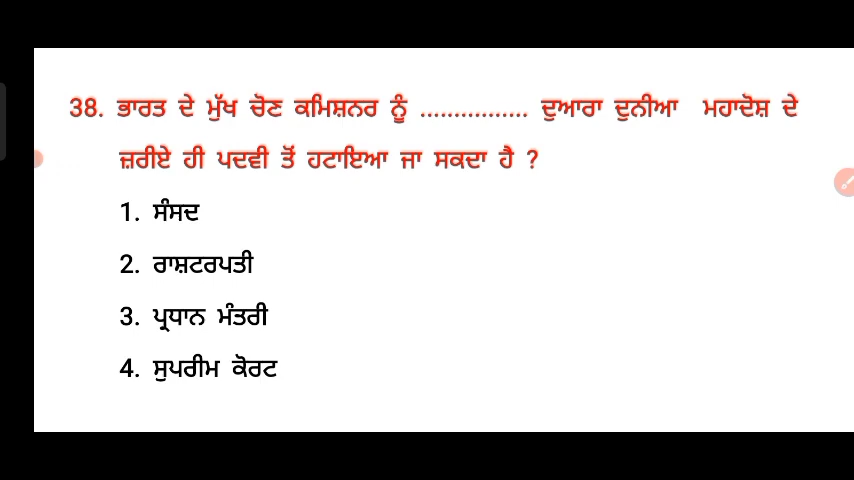 38. ਭਾਰਤ ਦੇ ਮੁੱਖ ਚੋਣ ਕਮਿਸ਼ਨਰ ਨੂੰ ................ ਦੁਆਰਾ ਦੁਨੀਆ ਮਹਾਦੋਸ਼ ਦੇ
ਜ਼ਰੀਏ ਹੀ ਪਦਵੀ ਤੋਂ ਹਟਾਇਆ ਜਾ ਸਕਦਾ ਹੈ ?
1. ਸੰਸਦ
2. ਰਾਸ਼ਟਰਪਤੀ
3. ਪ੍ਰਧਾਨ ਮੰਤਰੀ
4. ਸੁਪਰੀਮ ਕੋਰਟ